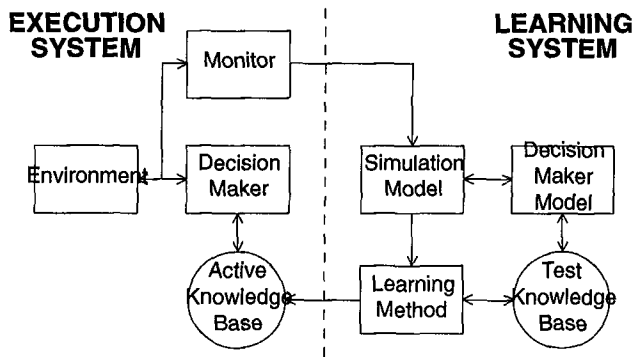 EXECUTION
SYSTEM
LEARNING
SYSTEM
Monitor
Environment
Decision
Maker
Simulation
Model
Decision
Maker
Model
Active
Knowledge
Base
Learning
Method
Test
Knowledge
Base